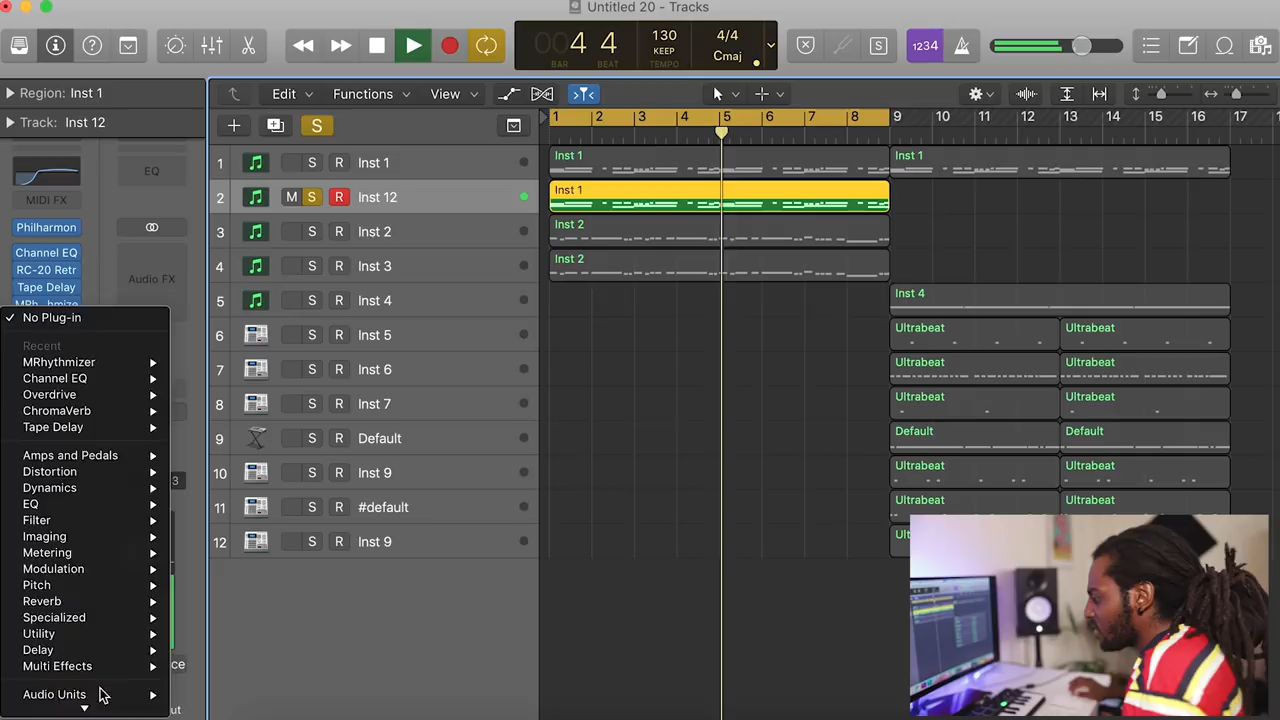 Untitled 20 - Tracks
004 4
BAR BEAT
130
KEEP
TEMPO
4/4
Cmaj
1234
Region: Inst 1
Edit Functions View
Track: Inst 12
S
1 2 3 4 5 6 7 8 9 10 11 12 13 14 15 16 17
EQ
MIDI FX
Philharmon
Channel EQ
RC-20 Retr
Tape Delay
Audio FX
1 S R Inst 1
2 M S R Inst 12
3 S R Inst 2
4 S R Inst 3
5 S R Inst 4
6 S R Inst 5
7 S R Inst 6
8 S R Inst 7
9 S R Default
10 S R Inst 9
11 S R #default
12 S R Inst 9
Inst 1 Inst 1
Inst 1
Inst 2
Inst 2
Inst 4
Ultrabeat Ultrabeat
Ultrabeat Ultrabeat
Ultrabeat Ultrabeat
Default Default
Ultrabeat Ultrabeat
Ultrabeat Ultrabeat
No Plug-in
Recent
MRhythmizer
Channel EQ
Overdrive
ChromaVerb
Tape Delay
Amps and Pedals
Distortion
Dynamics
EQ
Filter
Imaging
Metering
Modulation
Pitch
Reverb
Specialized
Utility
Delay
Multi Effects
Audio Units